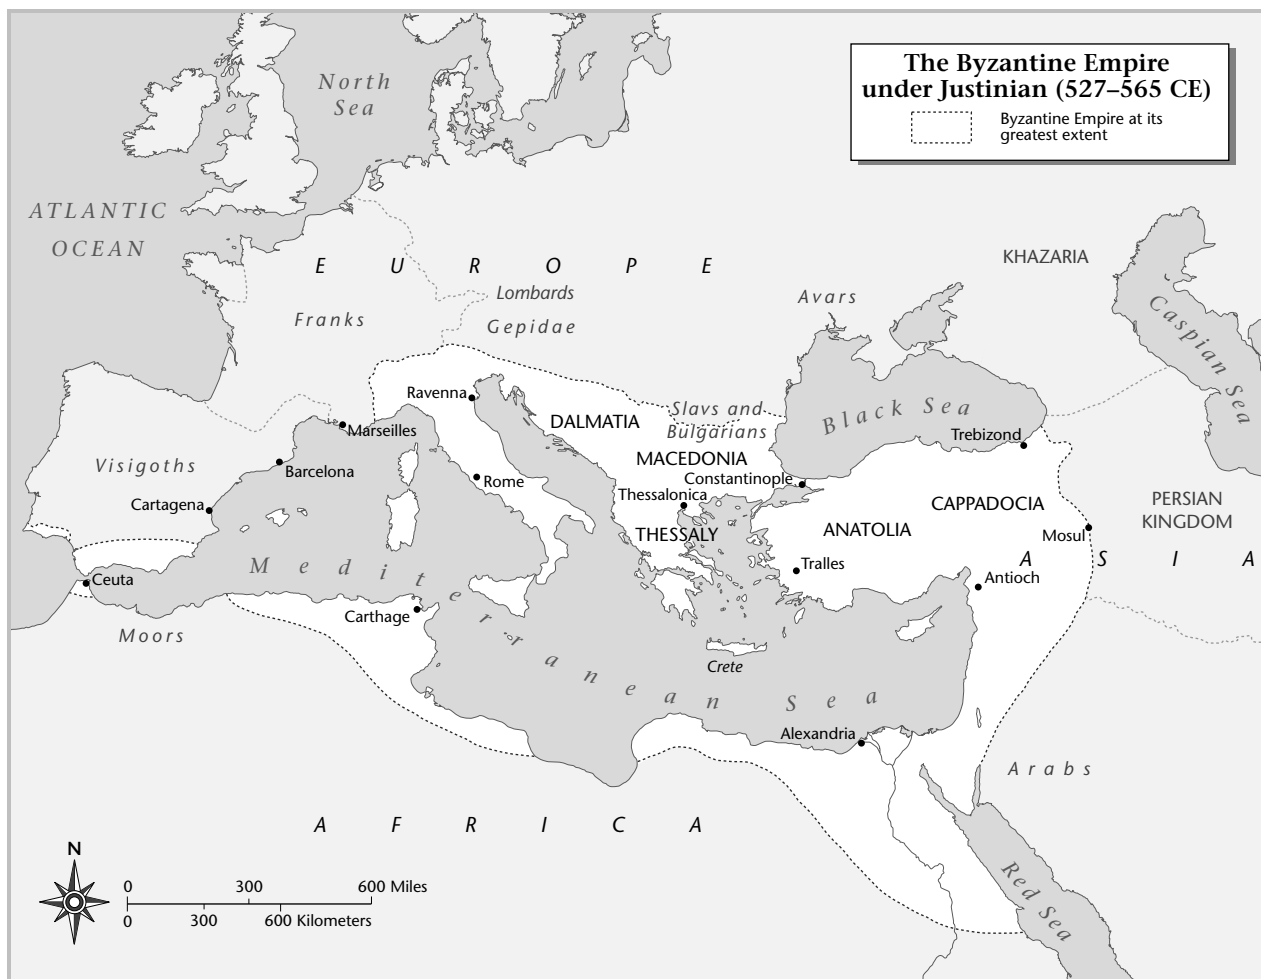 The Byzantine Empire
under Justinian (527–565 CE)
Byzantine Empire at its
greatest extent
North
Sea
ATLANTIC
OCEAN
EUROPE
KHAZARIA
Lombards
Avars
Gepidae
Franks
Caspian Sea
Ravenna
Black Sea
Slavs and
Bulgarians
DALMATIA
Marseilles
Trebizond
Visigoths
Barcelona
MACEDONIA
Rome
Constantinople
Thessalonica
Cartagena
CAPPADOCIA
PERSIAN
KINGDOM
ANATOLIA
THESSALY
Mosul
ASIA
Tralles
Antioch
Ceuta
Mediterranean Sea
Carthage
Moors
Crete
Alexandria
Arabs
AFRICA
Red Sea
N
0 300 600 Miles
0 300 600 Kilometers